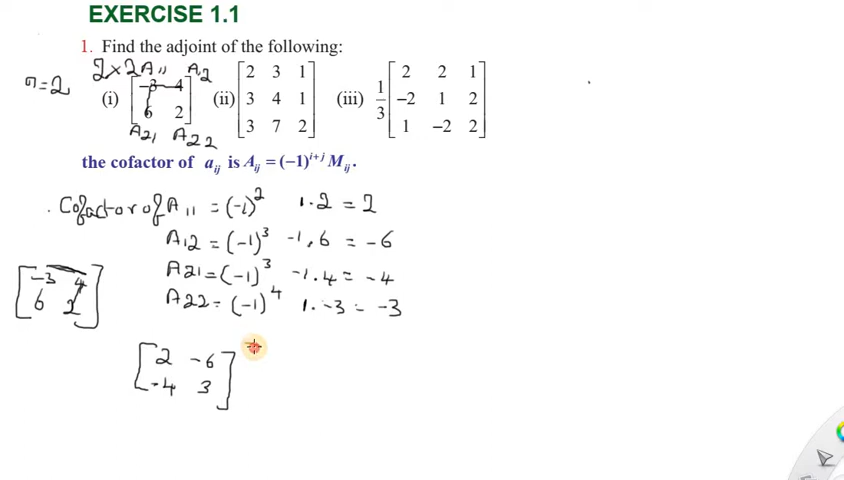 EXERCISE 1.1
1. Find the adjoint of the following:
n=2 2×2 A11 A12
(i) [-3 4 (ii) [2 3 1 (iii) 1/3 [2 2 1
6 2] 3 4 1 -2 1 2
3 7 2] 1 -2 2]
A21 A22
the cofactor of aij is Aij = (−1)^i+j Mij.
. Cofactor of A11 = (-1)^2 1.2 = 2
A12 = (-1)^3 -1,6 = -6
A21 = (-1)^3 -1.4 = -4
A22 = (-1)^4 1.-3 = -3
[-3 4
6 2]
[2 -6
-4 3]